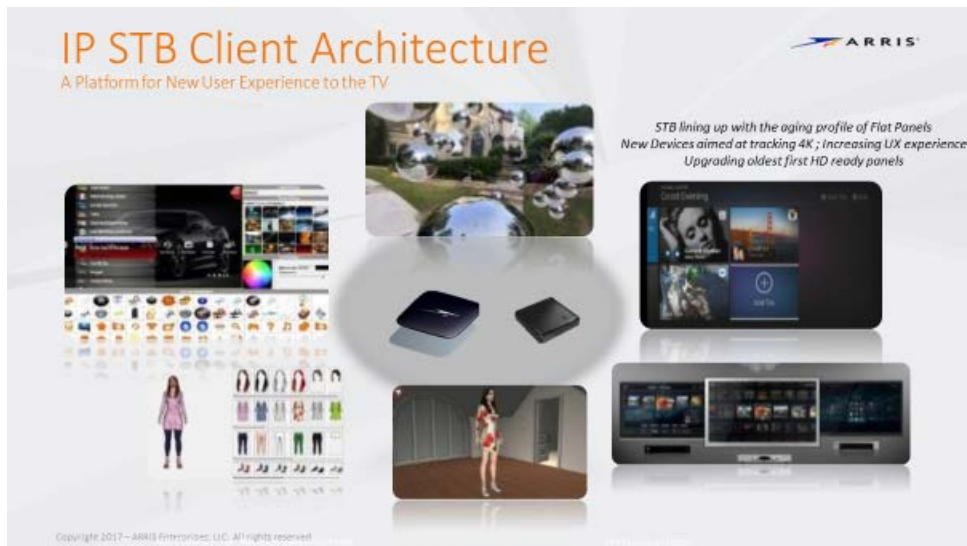 IP STB Client Architecture
A Platform for New User Experience to the TV
ARRIS
STB lining up with the aging profile of Flat Panels
New Devices aimed at tracking 4K ; Increasing UX experience
Upgrading oldest first HD ready panels
Good Evening
Add Tile
Copyright 2017 – ARRIS Enterprises, LLC. All rights reserved